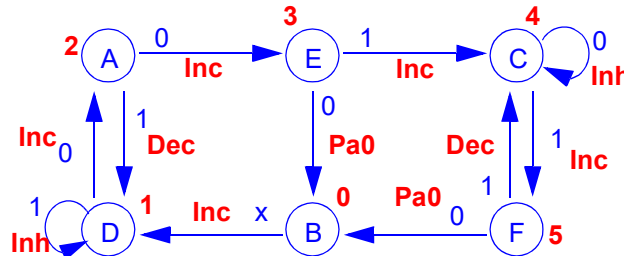 3 4
2 A 0 Inc E 1 Inc C 0 Inh
Inc 0 1 Dec 0 Pa0 Dec 1 1 Inc
1 Inh D 1 Inc x B 0 Pa0 0 F 5